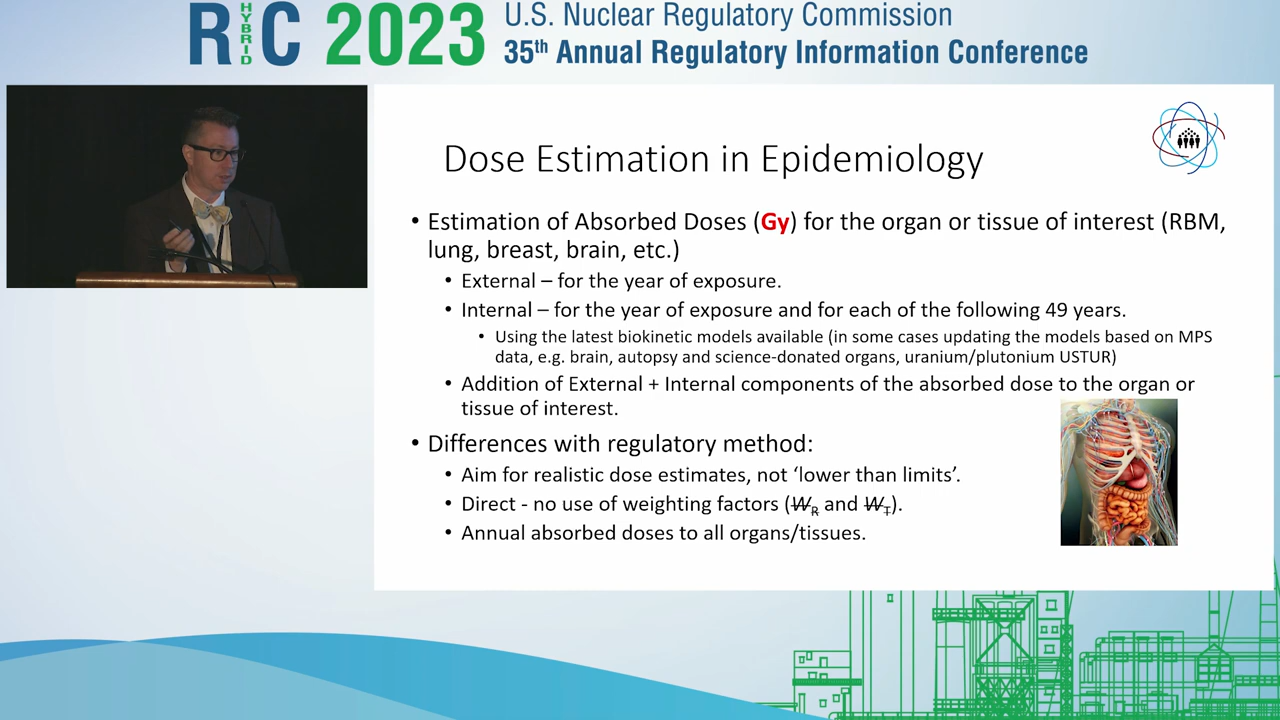 RIC 2023
HYBRID
U.S. Nuclear Regulatory Commission
35th Annual Regulatory Information Conference
Dose Estimation in Epidemiology
• Estimation of Absorbed Doses (Gy) for the organ or tissue of interest (RBM,
lung, breast, brain, etc.)
• External – for the year of exposure.
• Internal – for the year of exposure and for each of the following 49 years.
• Using the latest biokinetic models available (in some cases updating the models based on MPS
data, e.g. brain, autopsy and science-donated organs, uranium/plutonium USTUR)
• Addition of External + Internal components of the absorbed dose to the organ or
tissue of interest.
• Differences with regulatory method:
• Aim for realistic dose estimates, not ‘lower than limits’.
• Direct - no use of weighting factors (WR and WT).
• Annual absorbed doses to all organs/tissues.